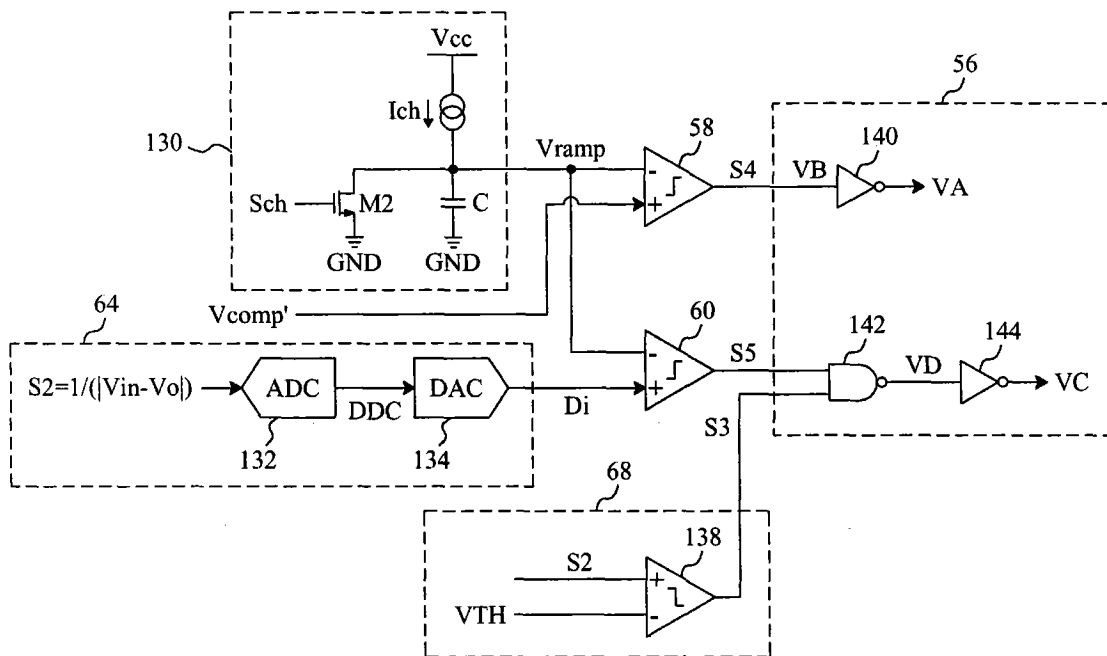 Vcc
56
Ich
58
140
130
Vramp
-
S4
VB
VA
Sch
M2
C
+
GND
GND
64
Vcomp'
60
142
144
-
S5
VD
VC
S2=1/(|Vin-Vo|)
ADC
DAC
+
DDC
Di
132
134
S3
68
138
S2
+
VTH
-